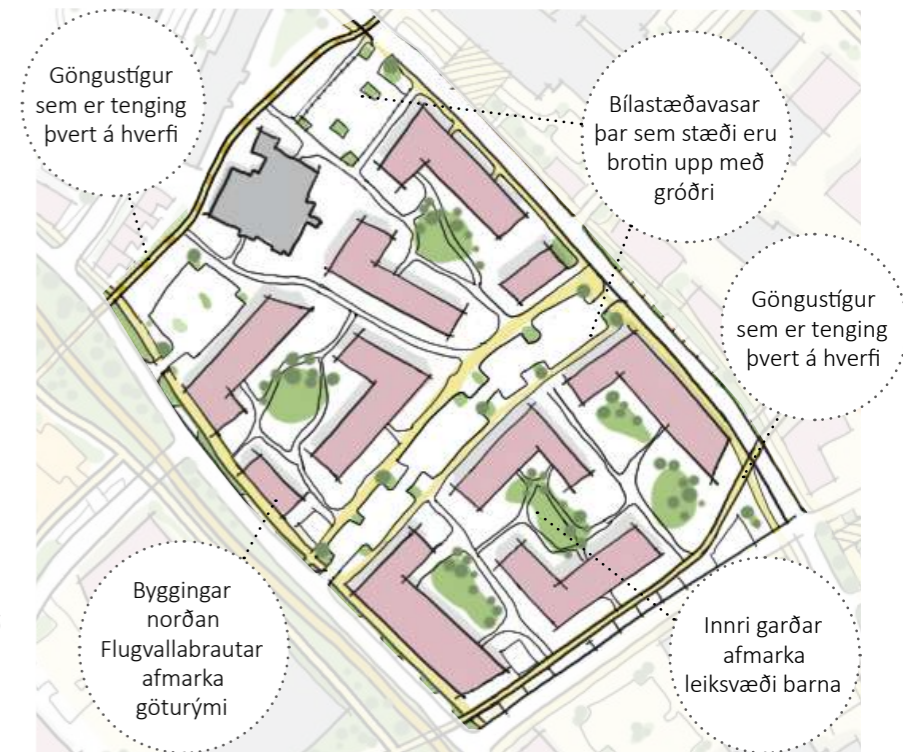 Göngustígur
sem er tenging
þvert á hverfi
Bílastæðavasar
þar sem stæði eru
brotin upp með
gróðri
Göngustígur
sem er tenging
þvert á hverfi
Byggingar
norðan
Flugvallabrautar
afmarka
göturými
Innri garðar
afmarka
leiksvæði barna